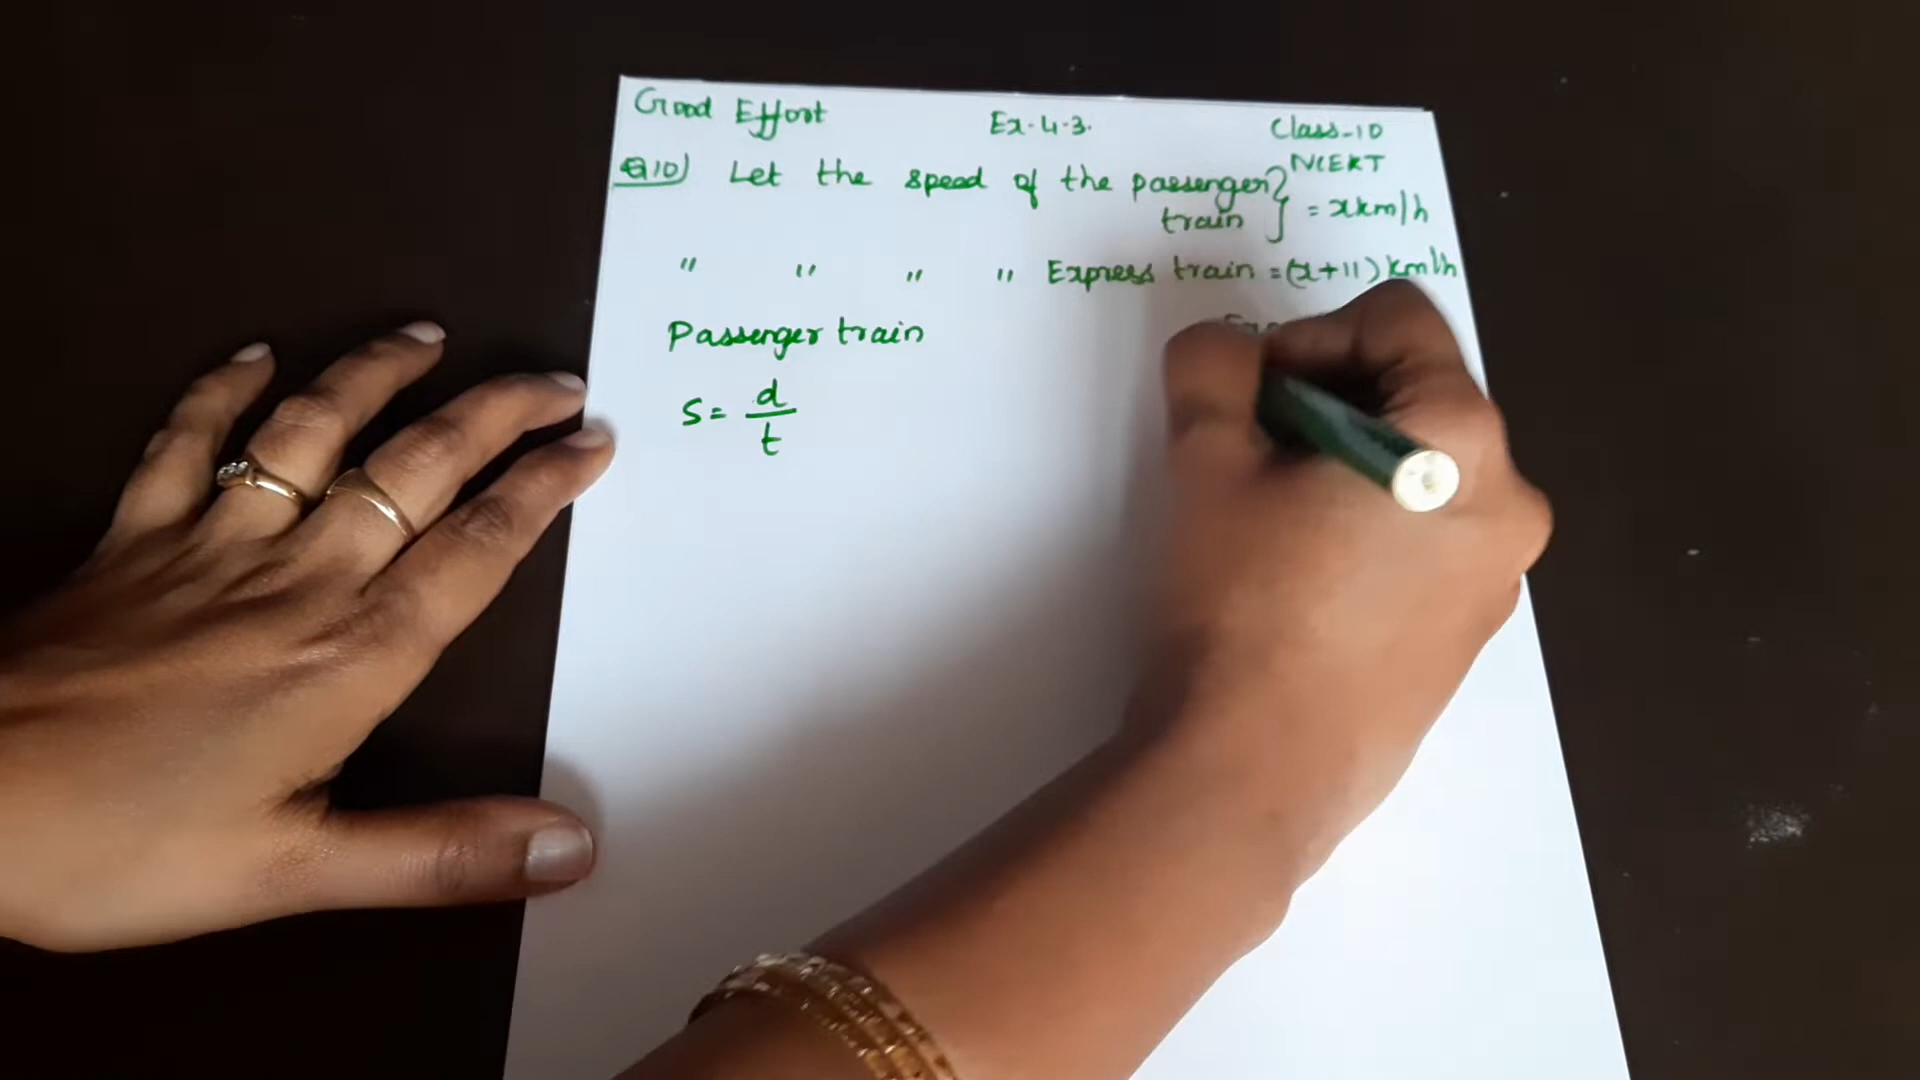 Good Effort Ex. 4.3. Class-10
NCERT
Q10) Let the speed of the passenger
train } = x km/h
" " " " Express train = (x+11) km/h
Passenger train
S = d/t